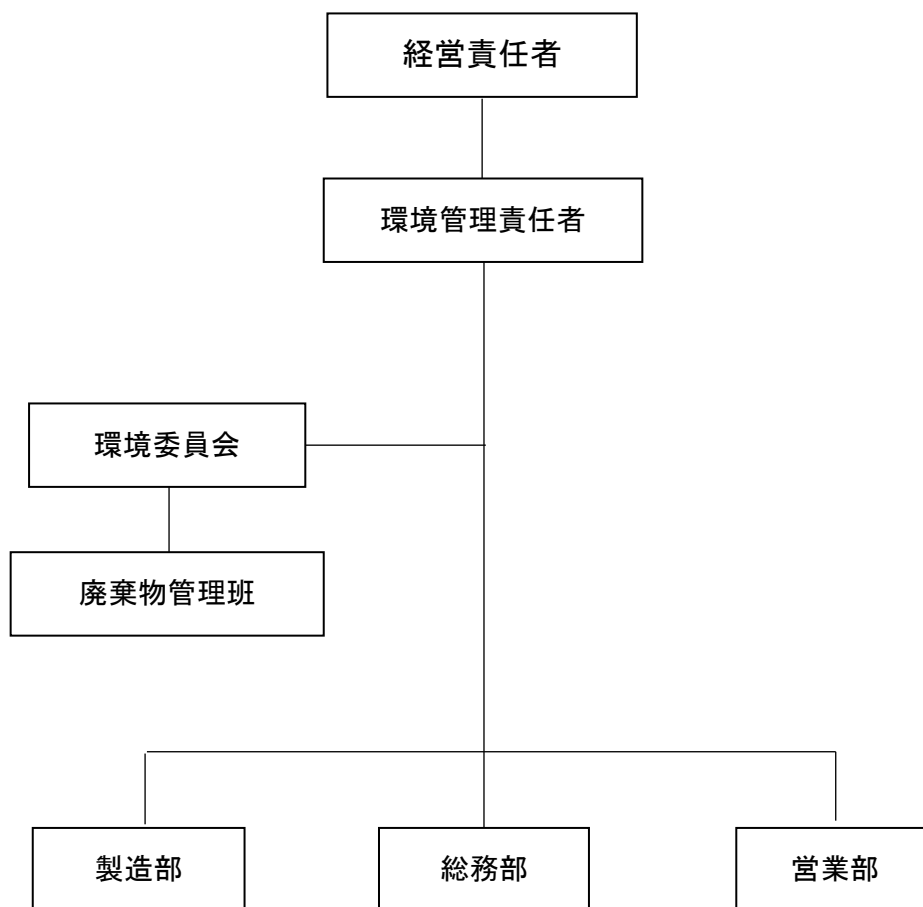 経営責任者
環境管理責任者
環境委員会
廃棄物管理班
製造部
総務部
営業部